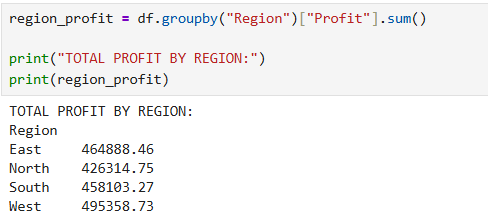 region_profit = df.groupby("Region")["Profit"].sum()
print("TOTAL PROFIT BY REGION:")
print(region_profit)
TOTAL PROFIT BY REGION:
Region
East     464888.46
North    426314.75
South    458103.27
West     495358.73